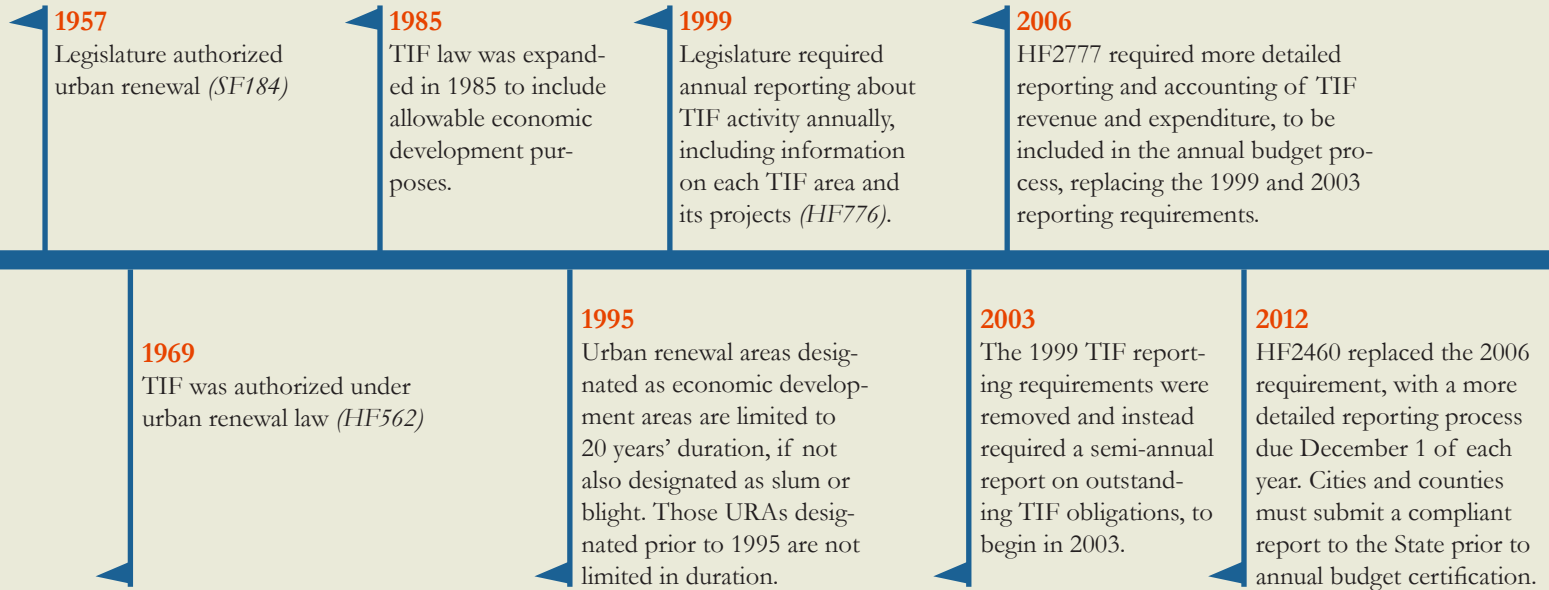 1957
Legislature authorized
urban renewal (SF184)
1985
TIF law was expand-
ed in 1985 to include
allowable economic
development pur-
poses.
1999
Legislature required
annual reporting about
TIF activity annually,
including information
on each TIF area and
its projects (HF776).
2006
HF2777 required more detailed
reporting and accounting of TIF
revenue and expenditure, to be
included in the annual budget pro-
cess, replacing the 1999 and 2003
reporting requirements.
1969
TIF was authorized under
urban renewal law (HF562)
1995
Urban renewal areas desig-
nated as economic develop-
ment areas are limited to
20 years’ duration, if not
also designated as slum or
blight. Those URAs desig-
nated prior to 1995 are not
limited in duration.
2003
The 1999 TIF report-
ing requirements were
removed and instead
required a semi-annual
report on outstand-
ing TIF obligations, to
begin in 2003.
2012
HF2460 replaced the 2006
requirement, with a more
detailed reporting process
due December 1 of each
year. Cities and counties
must submit a compliant
report to the State prior to
annual budget certification.